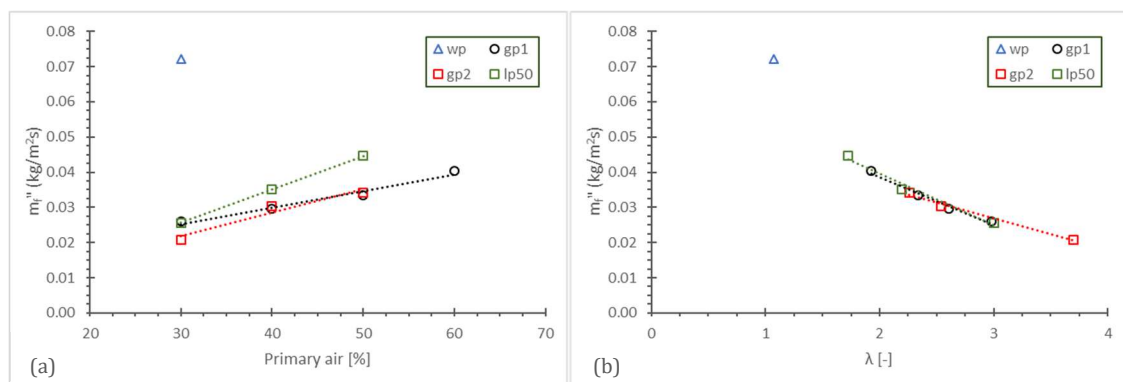 0.08
0.07
0.06
0.05
0.04
0.03
0.02
0.01
0.00
mf" (kg/m²s)
20 30 40 50 60 70
Primary air [%]
(a)
wp gp1
gp2 lp50
0.08
0.07
0.06
0.05
0.04
0.03
0.02
0.01
0.00
mf" (kg/m²s)
0 1 2 3 4
λ [-]
(b)
wp gp1
gp2 lp50